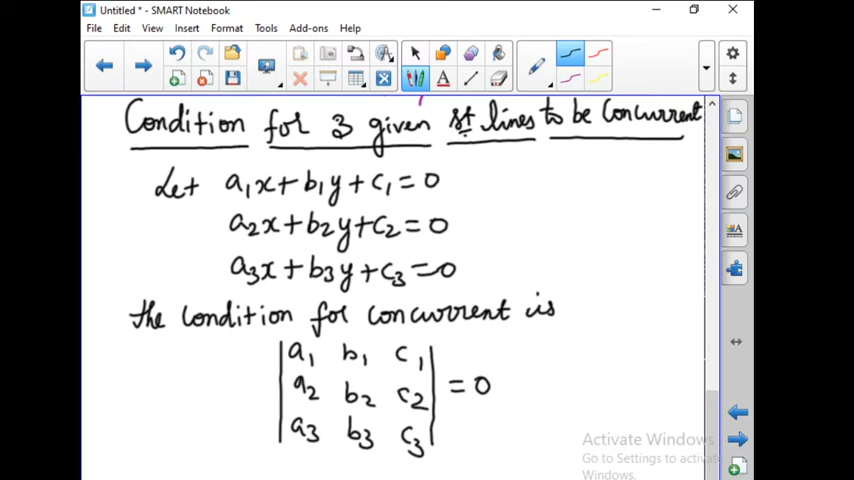 Untitled * - SMART Notebook
File Edit View Insert Format Tools Add-ons Help
Condition for 3 given st lines to be Concurrent
Let a₁x + b₁y + c₁ = 0
a₂x + b₂y + c₂ = 0
a₃x + b₃y + c₃ = 0
the condition for concurrent is
a₁ b₁ c₁
a₂ b₂ c₂ = 0
a₃ b₃ c₃
Activate Windows
Go to Settings to activate
Windows.